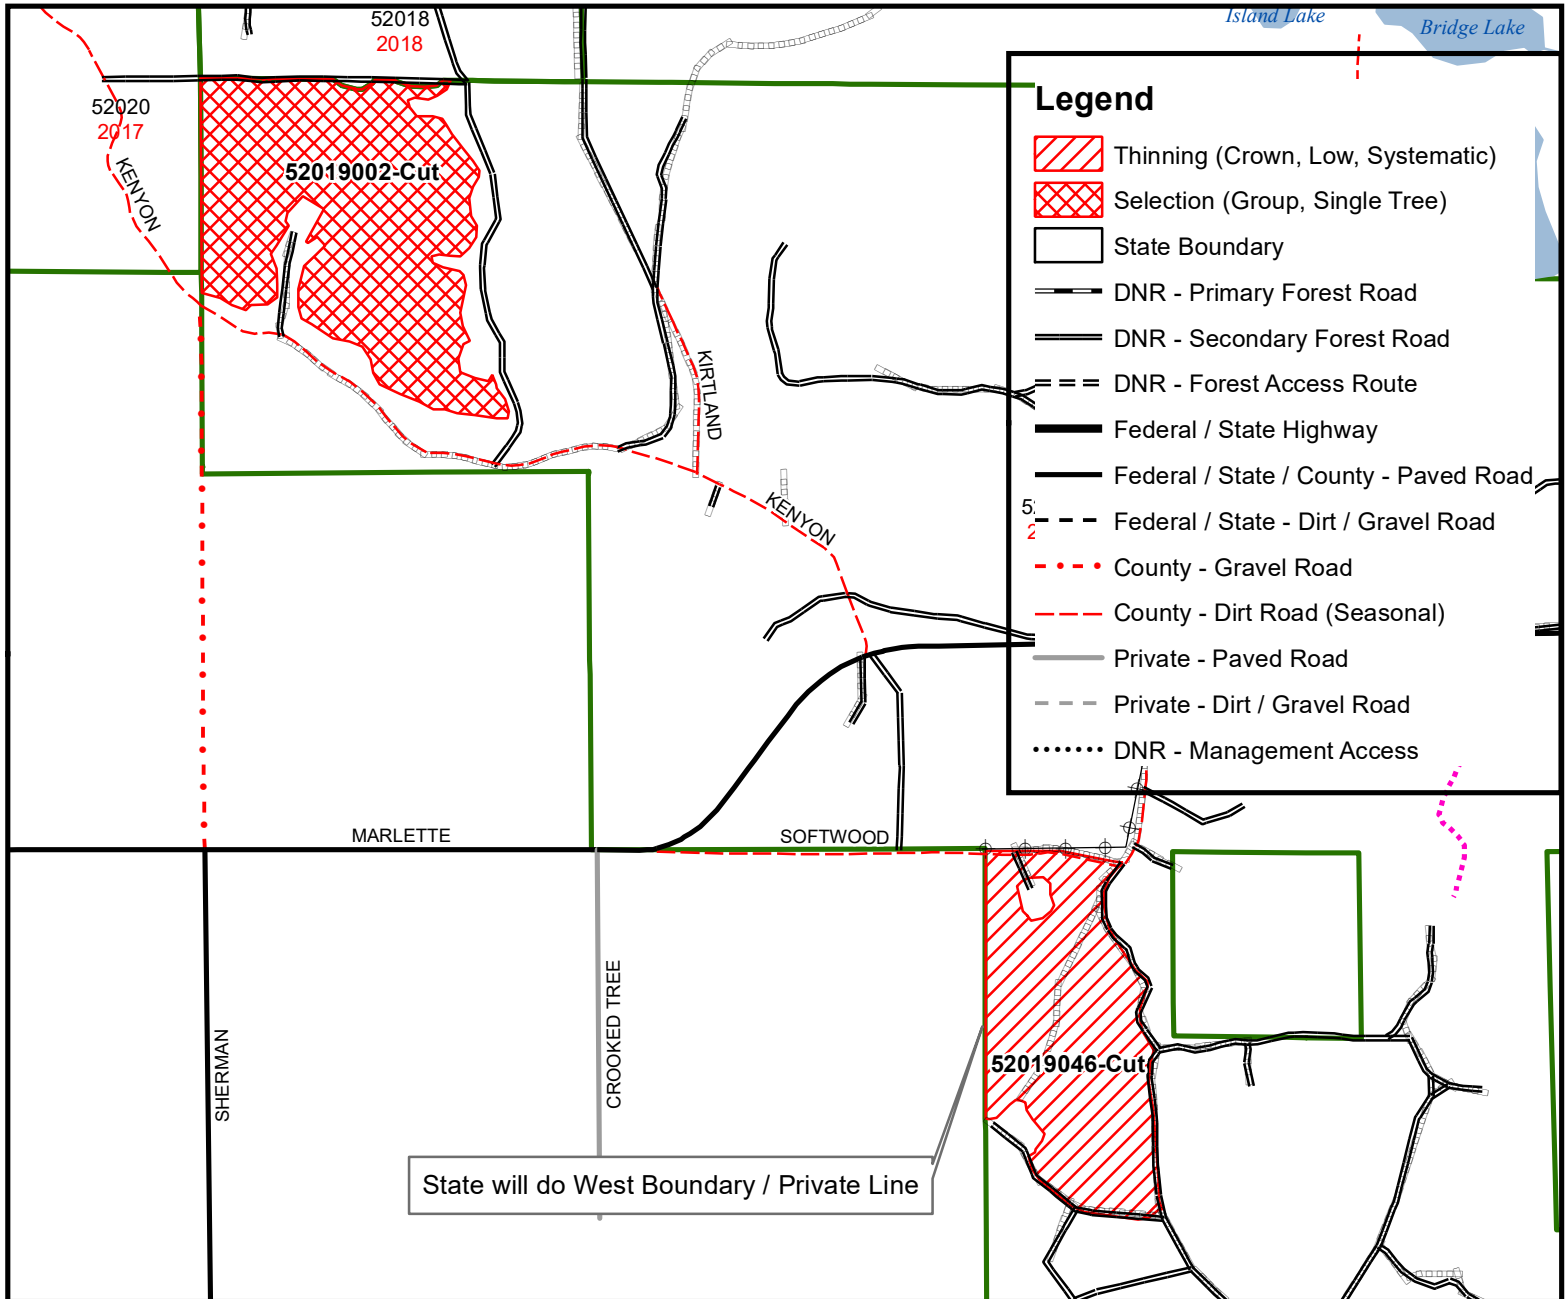 52018
2018
Island Lake
Bridge Lake
52020
2017
KENYON
52019002-Cut
Legend
Thinning (Crown, Low, Systematic)
Selection (Group, Single Tree)
State Boundary
DNR - Primary Forest Road
DNR - Secondary Forest Road
DNR - Forest Access Route
Federal / State Highway
Federal / State / County - Paved Road
Federal / State - Dirt / Gravel Road
County - Gravel Road
County - Dirt Road (Seasonal)
Private - Paved Road
Private - Dirt / Gravel Road
DNR - Management Access
KIRTLAND
KENYON
MARLETTE
SOFTWOOD
SHERMAN
CROOKED TREE
52019046-Cut
State will do West Boundary / Private Line